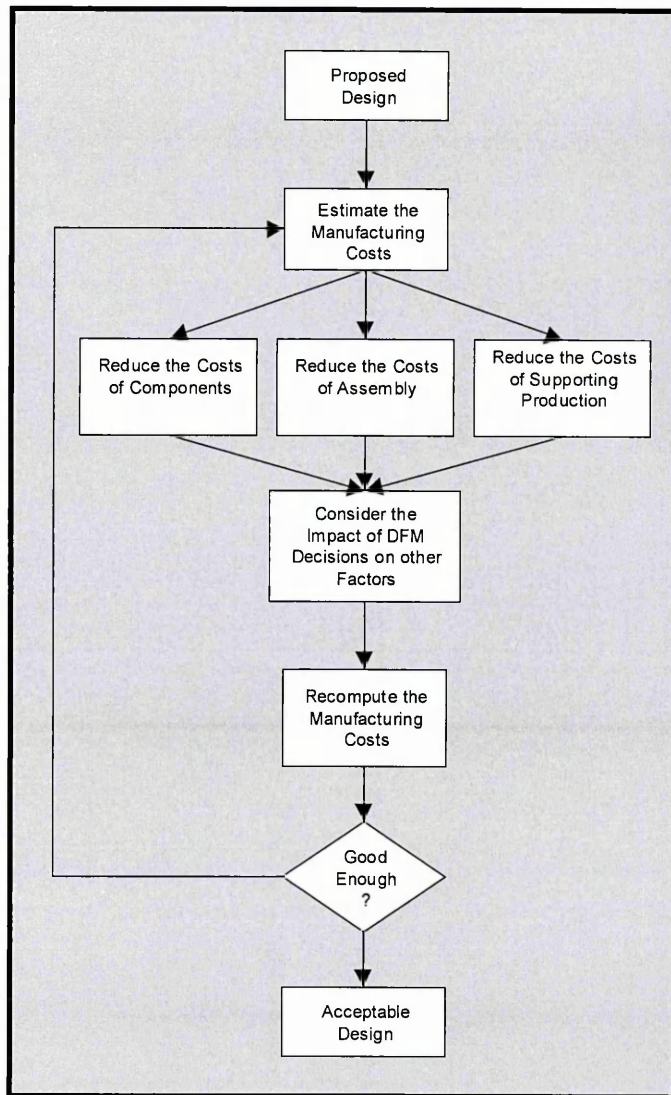 Proposed
Design
Estimate the
Manufacturing
Costs
Reduce the Costs
of Components
Reduce the Costs
of Assembly
Reduce the Costs
of Supporting
Production
Consider the
Impact of DFM
Decisions on other
Factors
Recompute the
Manufacturing
Costs
Good
Enough
?
Acceptable
Design